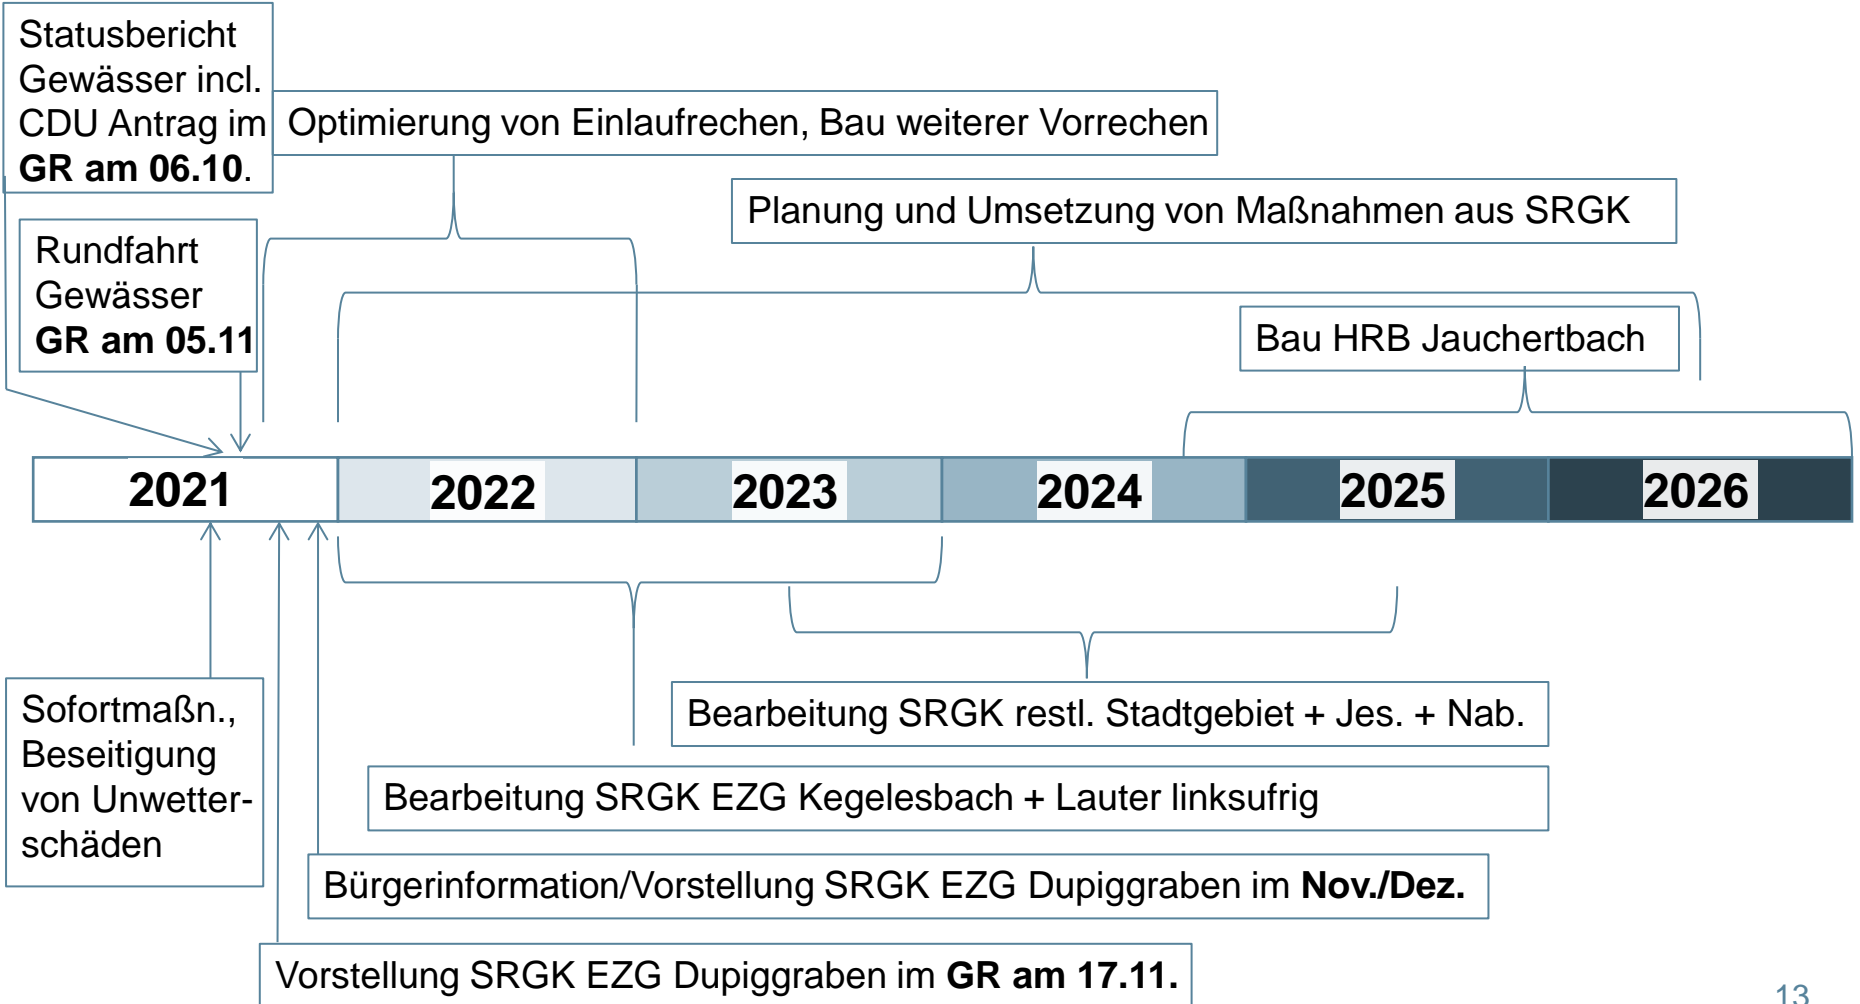 Statusbericht
Gewässer incl.
CDU Antrag im
GR am 06.10.
Optimierung von Einlaufrechen, Bau weiterer Vorrechen
Planung und Umsetzung von Maßnahmen aus SRGK
Rundfahrt
Gewässer
GR am 05.11
Bau HRB Jauchertbach
2021 2022 2023 2024 2025 2026
Sofortmaßn.,
Beseitigung
von Unwetter-
schäden
Bearbeitung SRGK restl. Stadtgebiet + Jes. + Nab.
Bearbeitung SRGK EZG Kegelesbach + Lauter linksufrig
Bürgerinformation/Vorstellung SRGK EZG Dupiggraben im Nov./Dez.
Vorstellung SRGK EZG Dupiggraben im GR am 17.11.
13